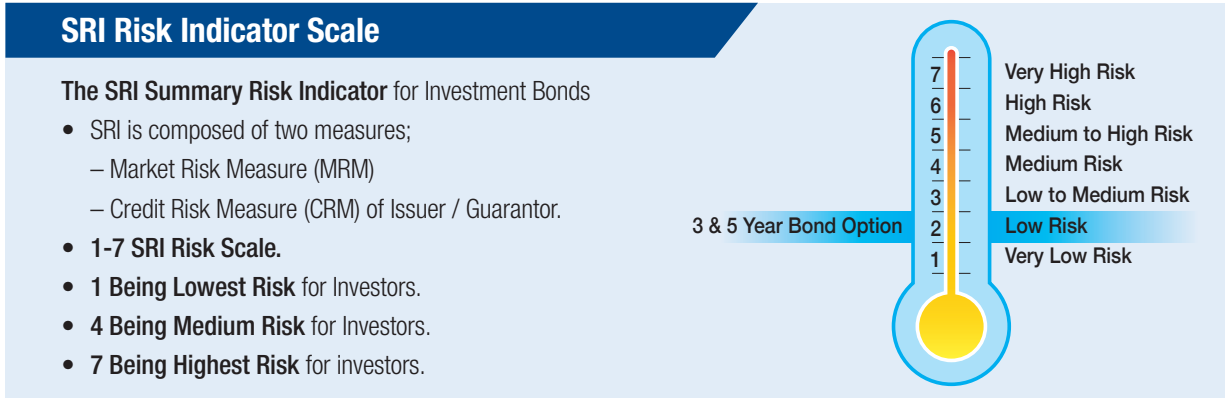 SRI Risk Indicator Scale
The SRI Summary Risk Indicator for Investment Bonds
• SRI is composed of two measures;
– Market Risk Measure (MRM)
– Credit Risk Measure (CRM) of Issuer / Guarantor.
• 1-7 SRI Risk Scale.
• 1 Being Lowest Risk for Investors.
• 4 Being Medium Risk for Investors.
• 7 Being Highest Risk for investors.
7 Very High Risk
6 High Risk
5 Medium to High Risk
4 Medium Risk
3 Low to Medium Risk
3 & 5 Year Bond Option 2 Low Risk
1 Very Low Risk